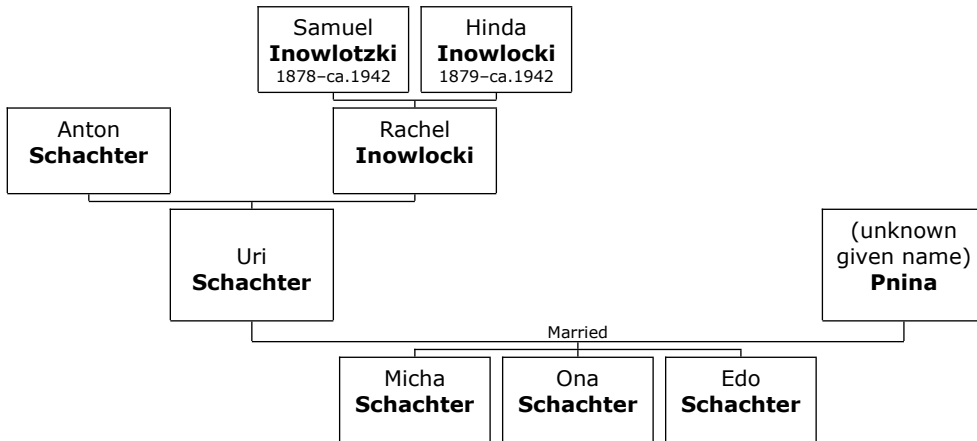 Samuel
Inowlotzki
1878–ca.1942
Hinda
Inowlocki
1879–ca.1942
Anton
Schachter
Rachel
Inowlocki
Uri
Schachter
(unknown
given name)
Pnina
Married
Micha
Schachter
Ona
Schachter
Edo
Schachter